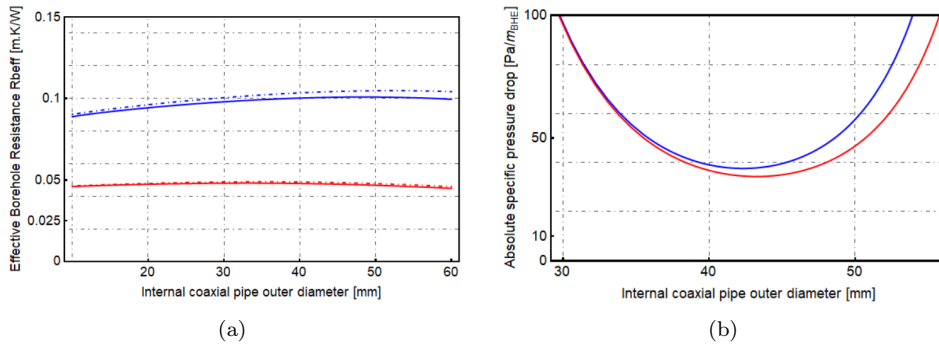 Effective Borehole Resistance Rbeff [m.K/W]
0.15
0.1
0.05
0.025
0
20
30
40
50
60
Internal coaxial pipe outer diameter [mm]
(a)
Absolute specific pressure drop [Pa/mBHE]
100
50
10
0
30
40
50
Internal coaxial pipe outer diameter [mm]
(b)